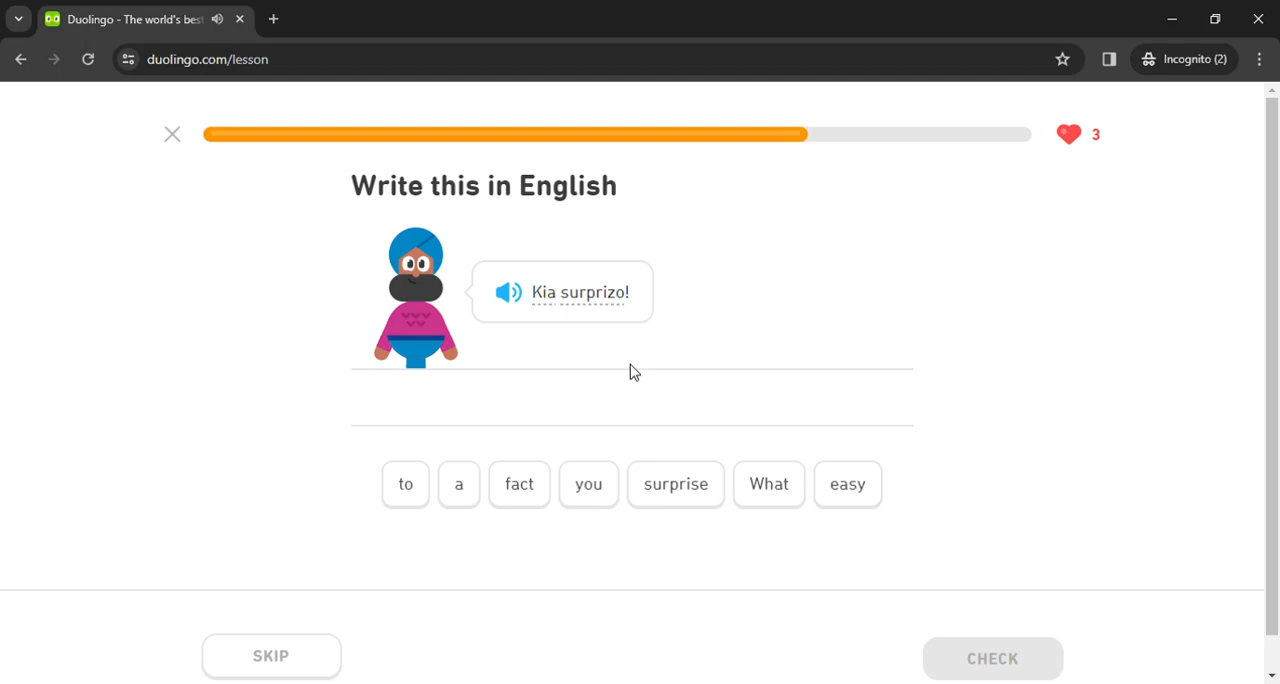 Duolingo - The world's best
duolingo.com/lesson
Incognito (2)
3
Write this in English
Kia surprizo!
to a fact you surprise What easy
SKIP CHECK